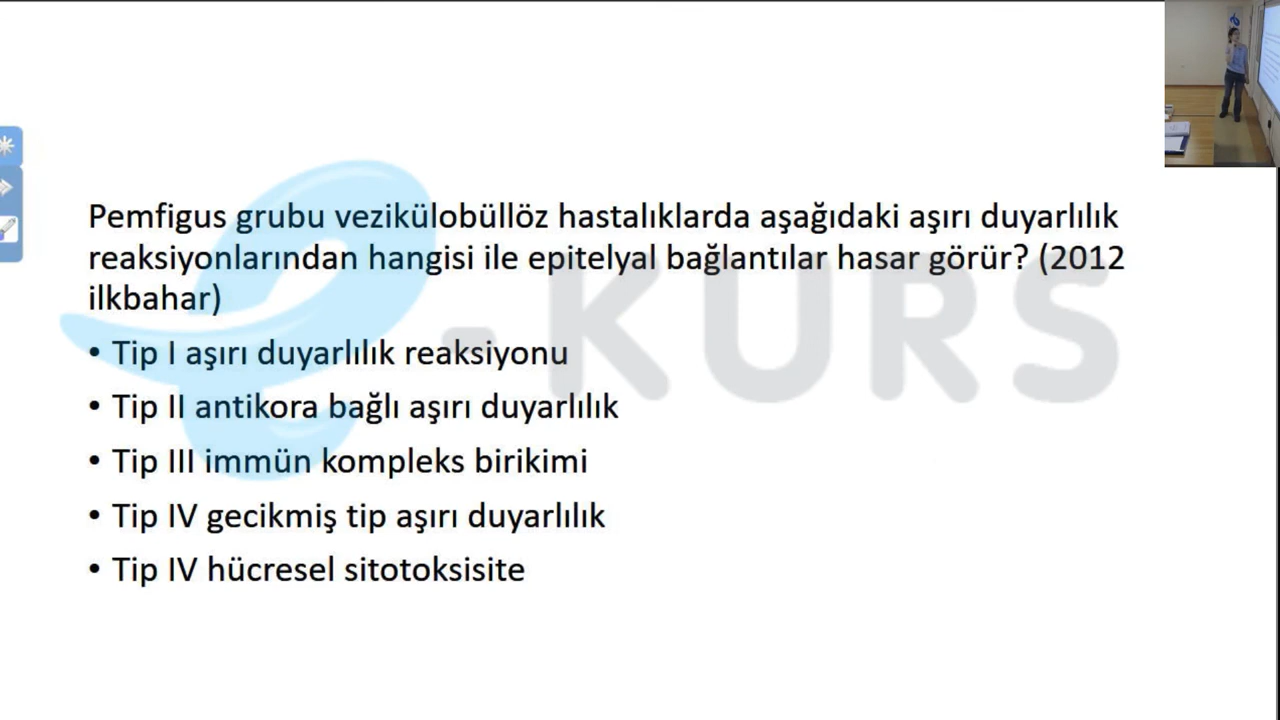 Pemfigus grubu vezikülobüllöz hastalıklarda aşağıdaki aşırı duyarlılık
reaksiyonlarından hangisi ile epitelyal bağlantılar hasar görür? (2012
ilkbahar)
• Tip I aşırı duyarlılık reaksiyonu
• Tip II antikora bağlı aşırı duyarlılık
• Tip III immün kompleks birikimi
• Tip IV gecikmiş tip aşırı duyarlılık
• Tip IV hücresel sitotoksisite
e-KURS